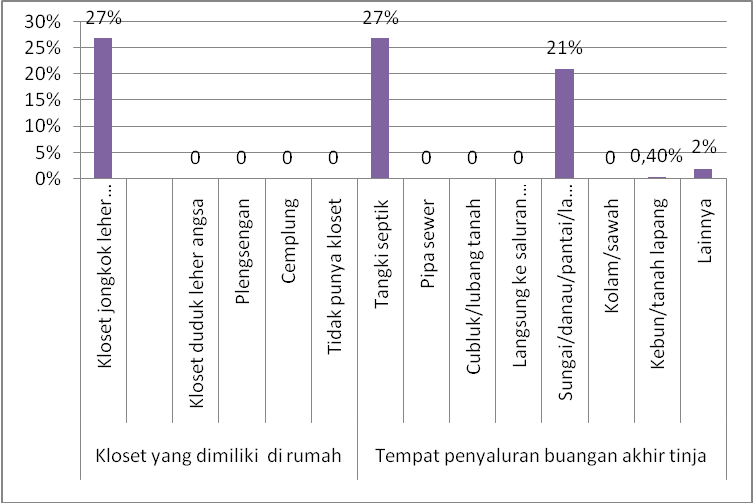 30%
25%
20%
15%
10%
5%
0%
27%
0
0
0
0
27%
0
0
0
21%
0
0,40%
2%
Kloset jongkok leher...
Kloset duduk leher angsa
Plengsengan
Cemplung
Tidak punya kloset
Tangki septik
Pipa sewer
Cubluk/lubang tanah
Langsung ke saluran...
Sungai/danau/pantai/la...
Kolam/sawah
Kebun/tanah lapang
Lainnya
Kloset yang dimiliki di rumah
Tempat penyaluran buangan akhir tinja